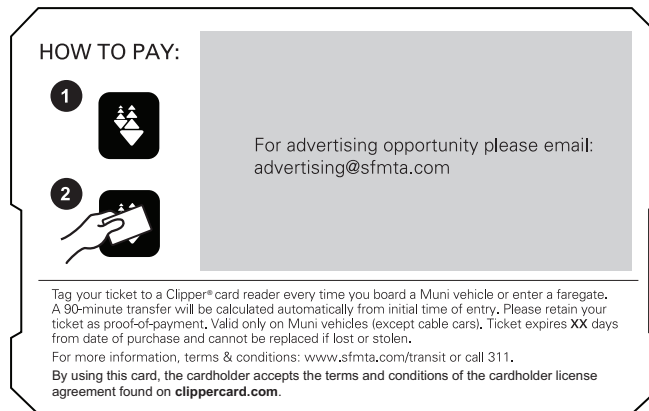 HOW TO PAY:
1
For advertising opportunity please email:
advertising@sfmta.com
2
Tag your ticket to a Clipper® card reader every time you board a Muni vehicle or enter a faregate.
A 90-minute transfer will be calculated automatically from initial time of entry. Please retain your
ticket as proof-of-payment. Valid only on Muni vehicles (except cable cars). Ticket expires XX days
from date of purchase and cannot be replaced if lost or stolen.
For more information, terms & conditions: www.sfmta.com/transit or call 311.
By using this card, the cardholder accepts the terms and conditions of the cardholder license
agreement found on clippercard.com.